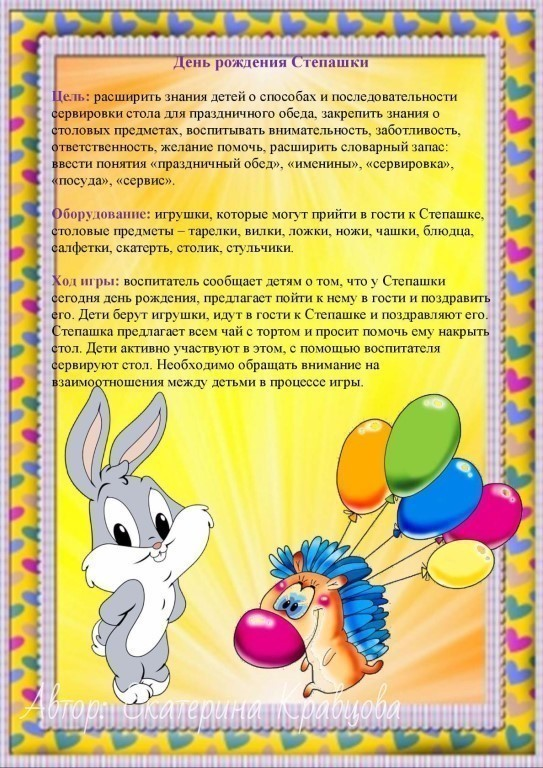 День рождения Степашки
Цель: расширить знания детей о способах и последовательности
сервировки стола для праздничного обеда, закрепить знания о
столовых предметах, воспитывать внимательность, заботливость,
ответственность, желание помочь, расширить словарный запас:
ввести понятия «праздничный обед», «именины», «сервировка»,
«посуда», «сервис».
Оборудование: игрушки, которые могут прийти в гости к Степашке,
столовые предметы – тарелки, вилки, ложки, ножи, чашки, блюдца,
салфетки, скатерть, столик, стульчики.
Ход игры: воспитатель сообщает детям о том, что у Степашки
сегодня день рождения, предлагает пойти к нему в гости и поздравить
его. Дети берут игрушки, идут в гости к Степашке и поздравляют его.
Степашка предлагает всем чай с тортом и просит помочь ему накрыть
стол. Дети активно участвуют в этом, с помощью воспитателя
сервируют стол. Необходимо обращать внимание на
взаимоотношения между детьми в процессе игры.
Автор: Екатерина Кравцова